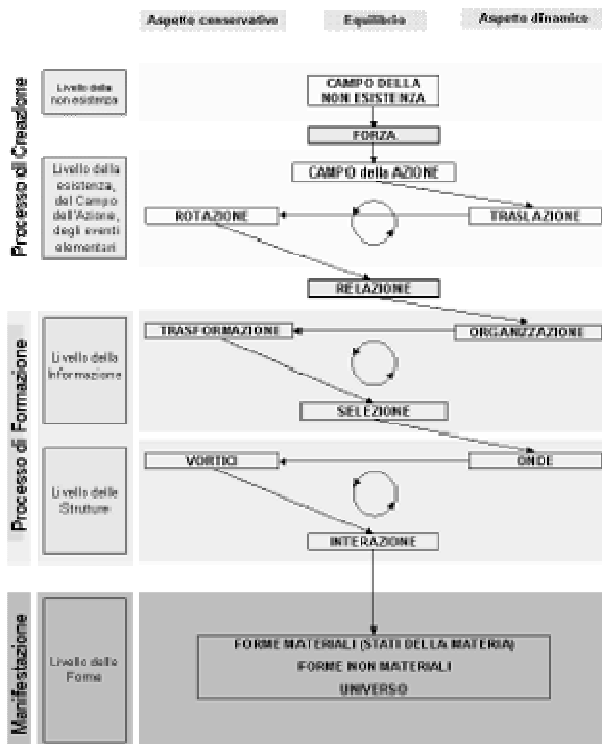 Aspetto conservativo
Equilibrio
Aspetto dinamico
Processo di Creazione
Livello della
non esistenza
CAMPO DELLA
NON ESISTENZA
FORZA
Livello della
esistenza,
del Campo
dell'Azione,
degli eventi
elementari
CAMPO della AZIONE
ROTAZIONE
TRASLAZIONE
RELAZIONE
Processo di Formazione
Livello della
Informazione
TRASFORMAZIONE
ORGANIZZAZIONE
SELEZIONE
Livello delle
Strutture
VORTICI
ONDE
INTERAZIONE
Manifestazione
Livello delle
Forme
FORME MATERIALI (STATI DELLA MATERIA)
FORME NON MATERIALI
UNIVERSO